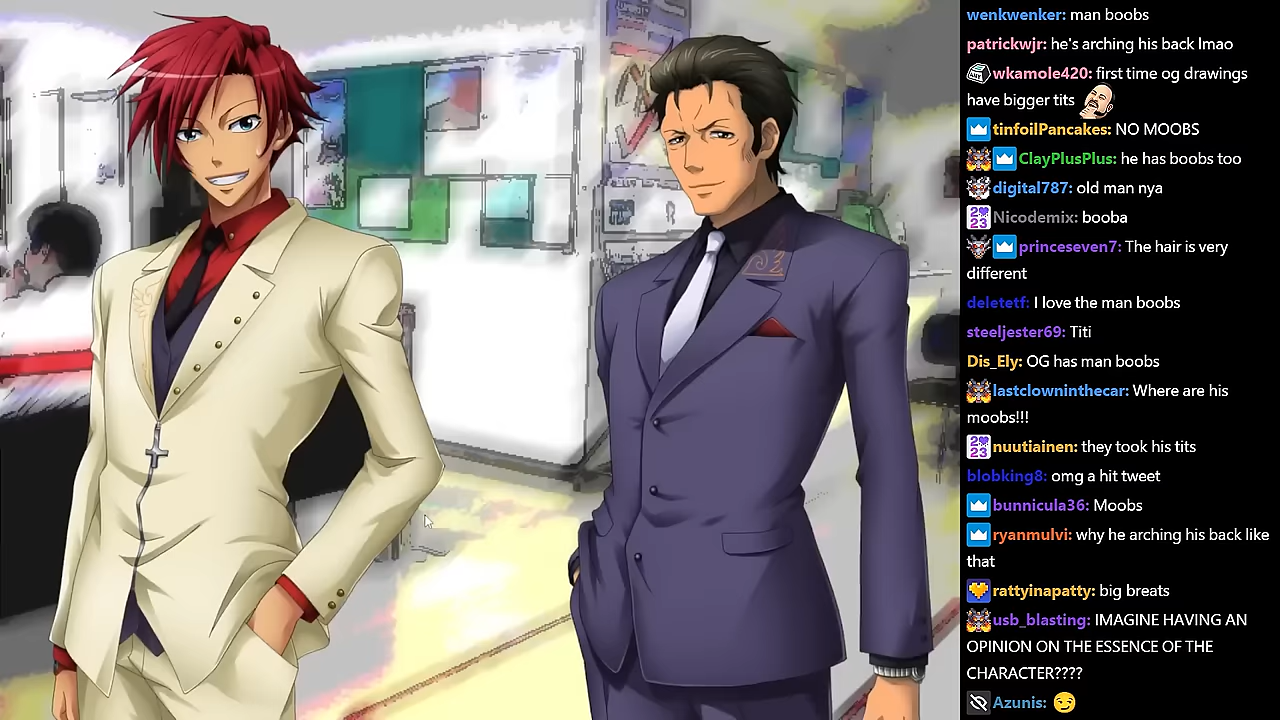 wenkwenker: man boobs
patrickwjr: he's arching his back lmao
wkamole420: first time og drawings
have bigger tits
tinfoilPancakes: NO MOOBS
ClayPlusPlus: he has boobs too
digital787: old man nya
2023 Nicodemix: booba
princeseven7: The hair is very
different
deletetf: I love the man boobs
steeljester69: Titi
Dis_Ely: OG has man boobs
lastclowninthecar: Where are his
moobs!!!
2023 nuutiainen: they took his tits
blobking8: omg a hit tweet
bunnicula36: Moobs
ryanmulvi: why he arching his back like
that
rattyinapatty: big breats
usb_blasting: IMAGINE HAVING AN
OPINION ON THE ESSENCE OF THE
CHARACTER????
Azunis: